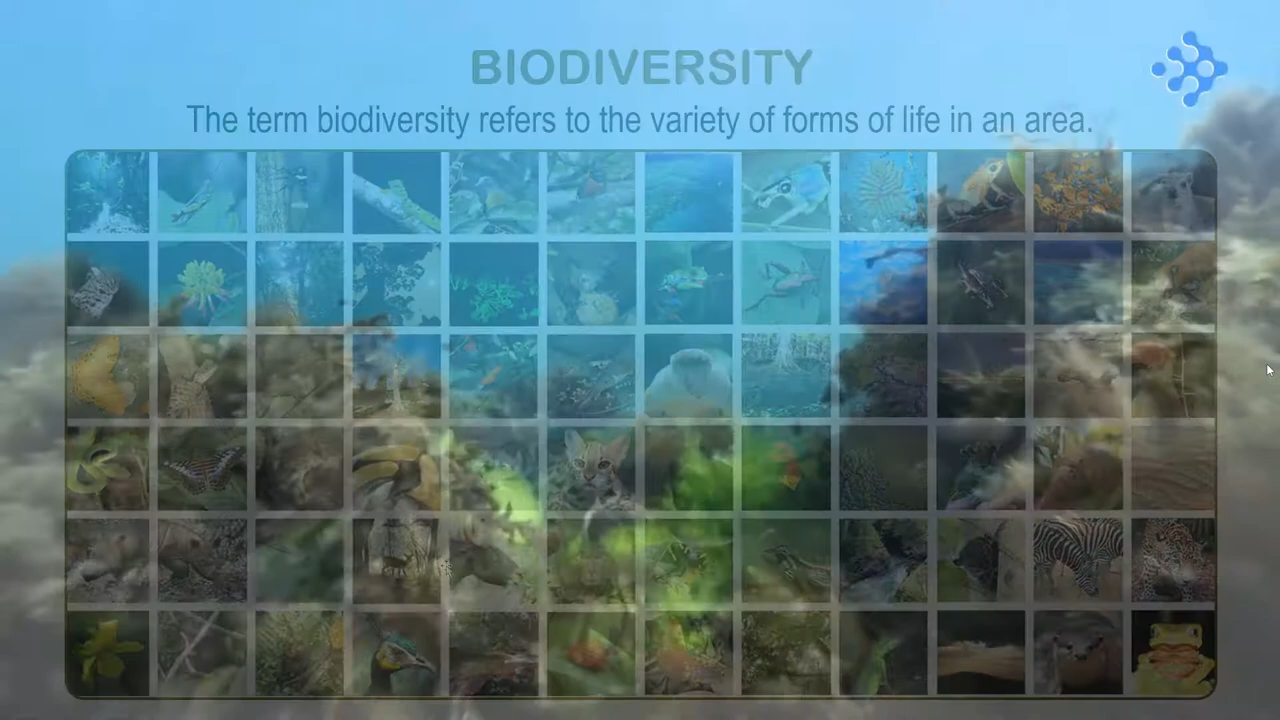 BIODIVERSITY
The term biodiversity refers to the variety of forms of life in an area.